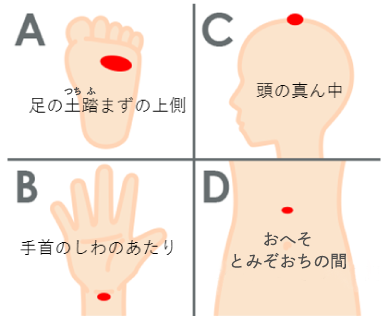 A
つち ふ
足の土踏まずの上側
C
頭の真ん中
B
手首のしわのあたり
D
おへそ
とみぞおちの間